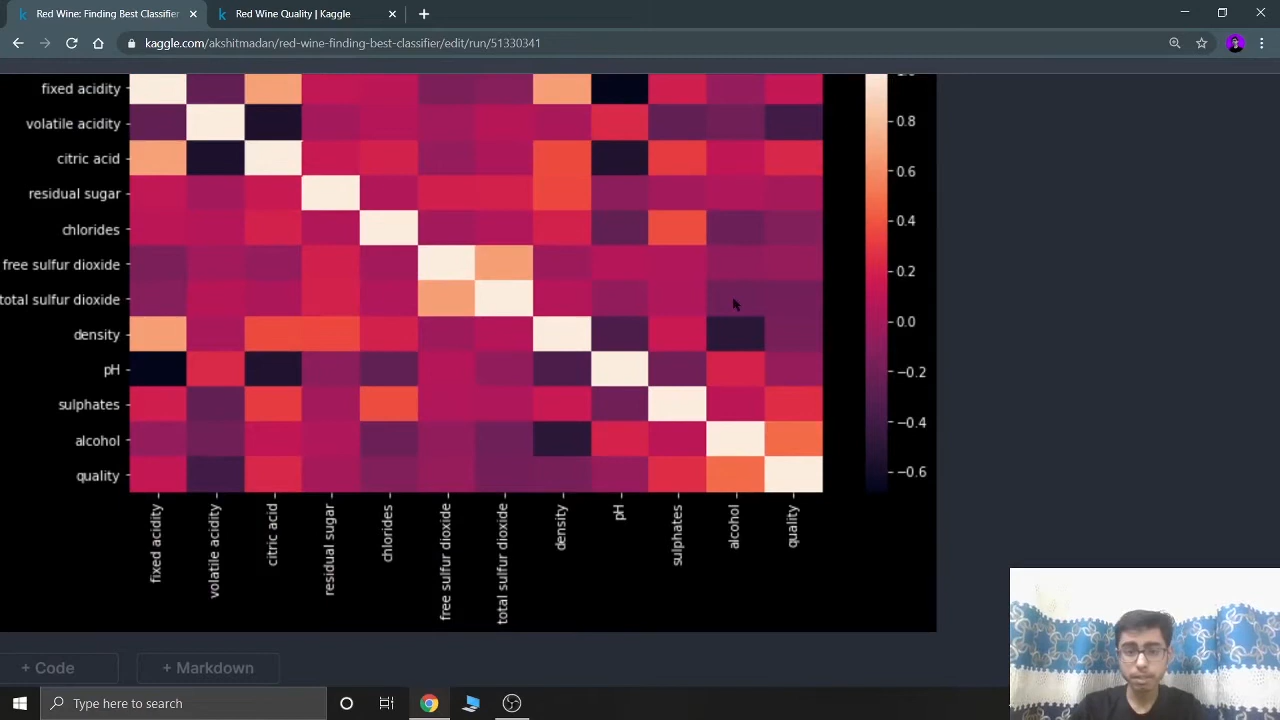 Red Wine: Finding Best Classifier
Red Wine Quality | Kaggle
kaggle.com/akshitmadan/red-wine-finding-best-classifier/edit/run/51330341
fixed acidity
volatile acidity
citric acid
residual sugar
chlorides
free sulfur dioxide
total sulfur dioxide
density
pH
sulphates
alcohol
quality
0.8
0.6
0.4
0.2
0.0
−0.2
−0.4
−0.6
fixed acidity
volatile acidity
citric acid
residual sugar
chlorides
free sulfur dioxide
total sulfur dioxide
density
pH
sulphates
alcohol
quality
+ Code
+ Markdown
Type here to search